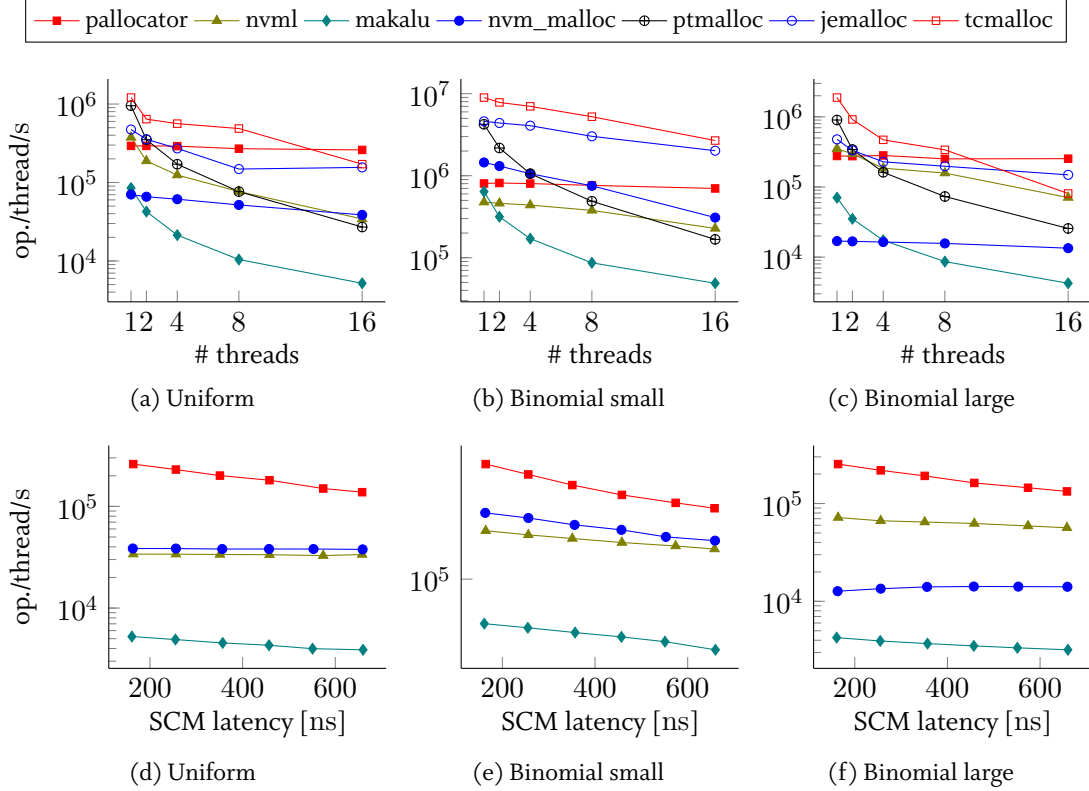 pallocator nvml makalu nvm_malloc ptmalloc jemalloc tcmalloc
op./thread/s
10^6
10^5
10^4
1 2 4 8 16
# threads
(a) Uniform
10^7
10^6
10^5
1 2 4 8 16
# threads
(b) Binomial small
10^6
10^5
10^4
1 2 4 8 16
# threads
(c) Binomial large
op./thread/s
10^5
10^4
200 400 600
SCM latency [ns]
(d) Uniform
10^5
200 400 600
SCM latency [ns]
(e) Binomial small
10^5
10^4
200 400 600
SCM latency [ns]
(f) Binomial large